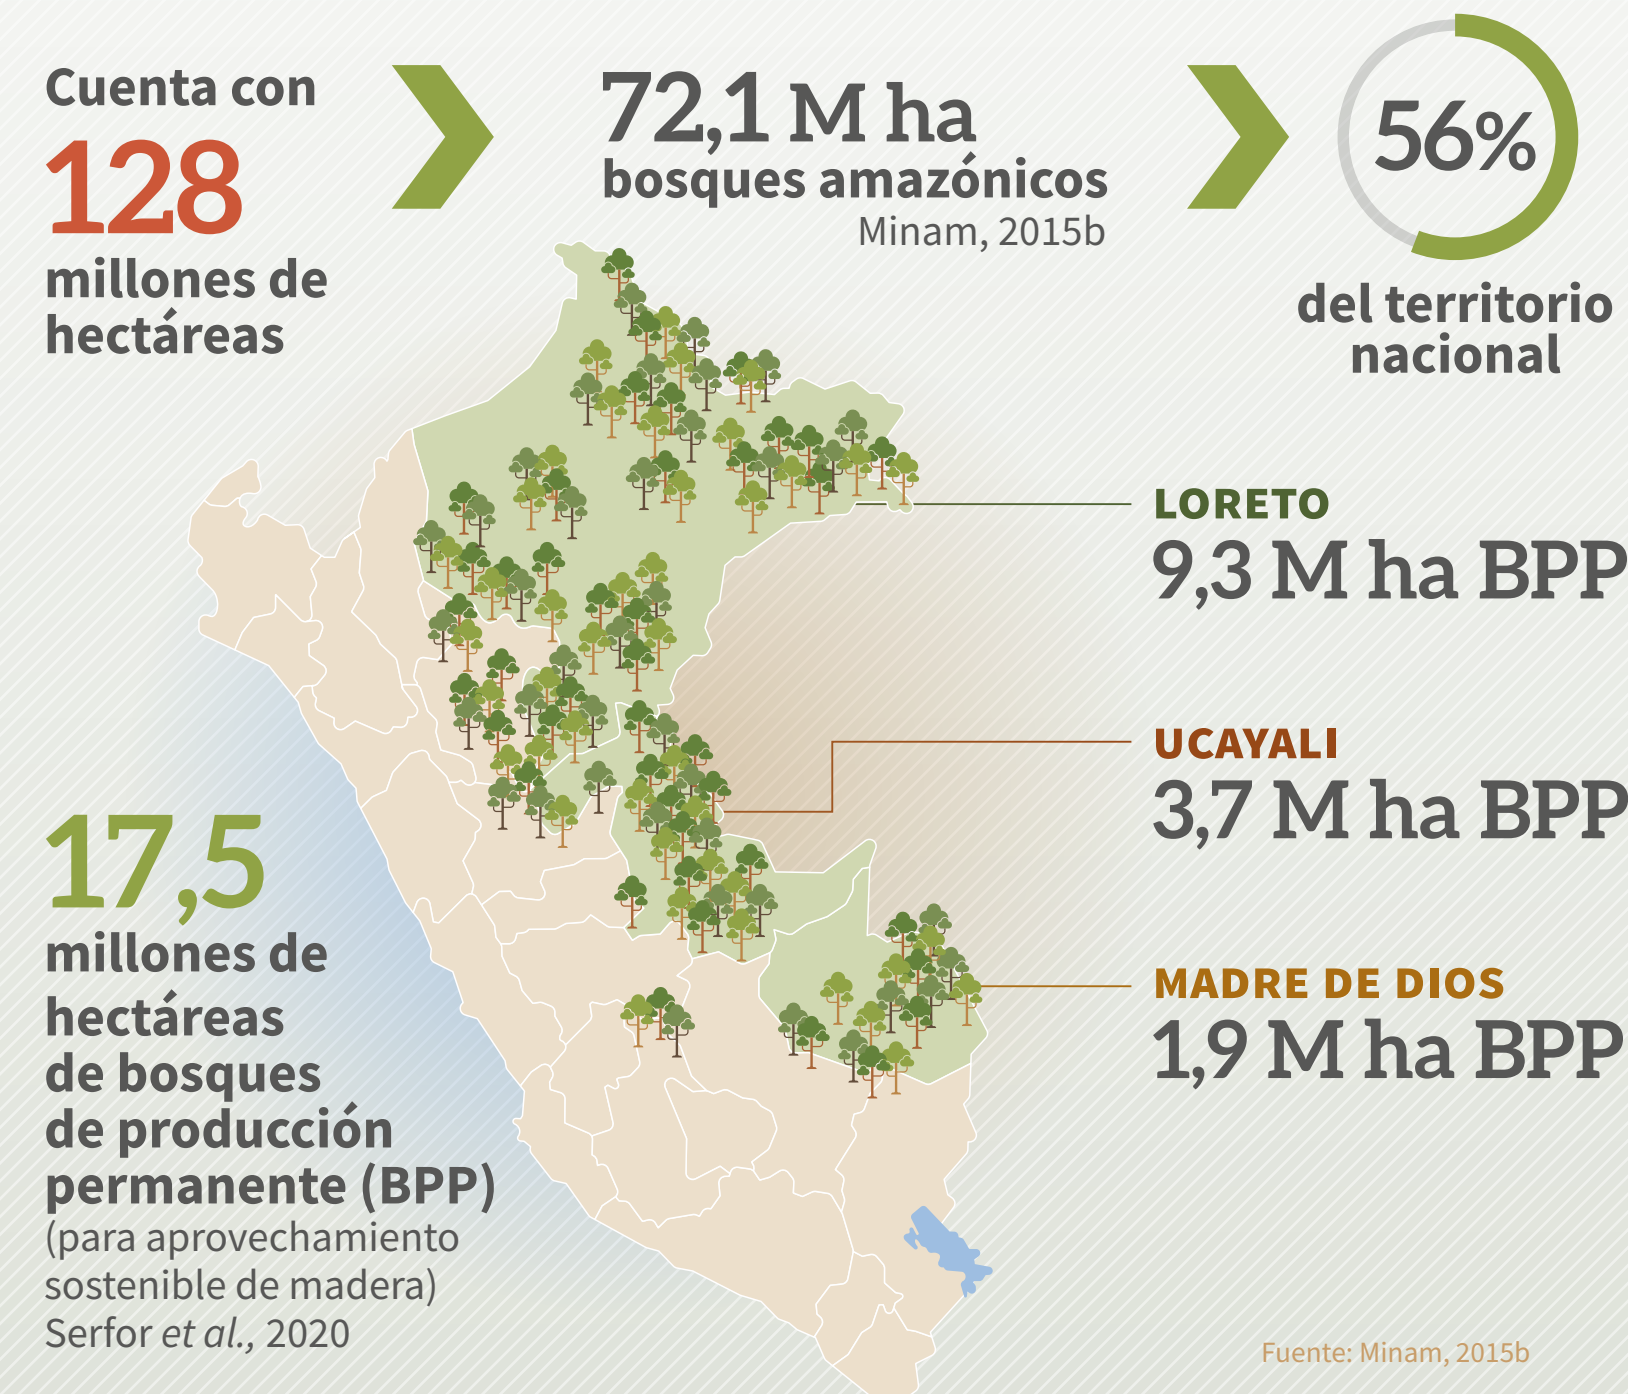 Cuenta con
128
millones de
hectáreas
72,1 M ha
bosques amazónicos
Minam, 2015b
56%
del territorio
nacional
LORETO
9,3 M ha BPP
UCAYALI
3,7 M ha BPP
MADRE DE DIOS
1,9 M ha BPP
17,5
millones de
hectáreas
de bosques
de producción
permanente (BPP)
(para aprovechamiento
sostenible de madera)
Serfor et al., 2020
Fuente: Minam, 2015b